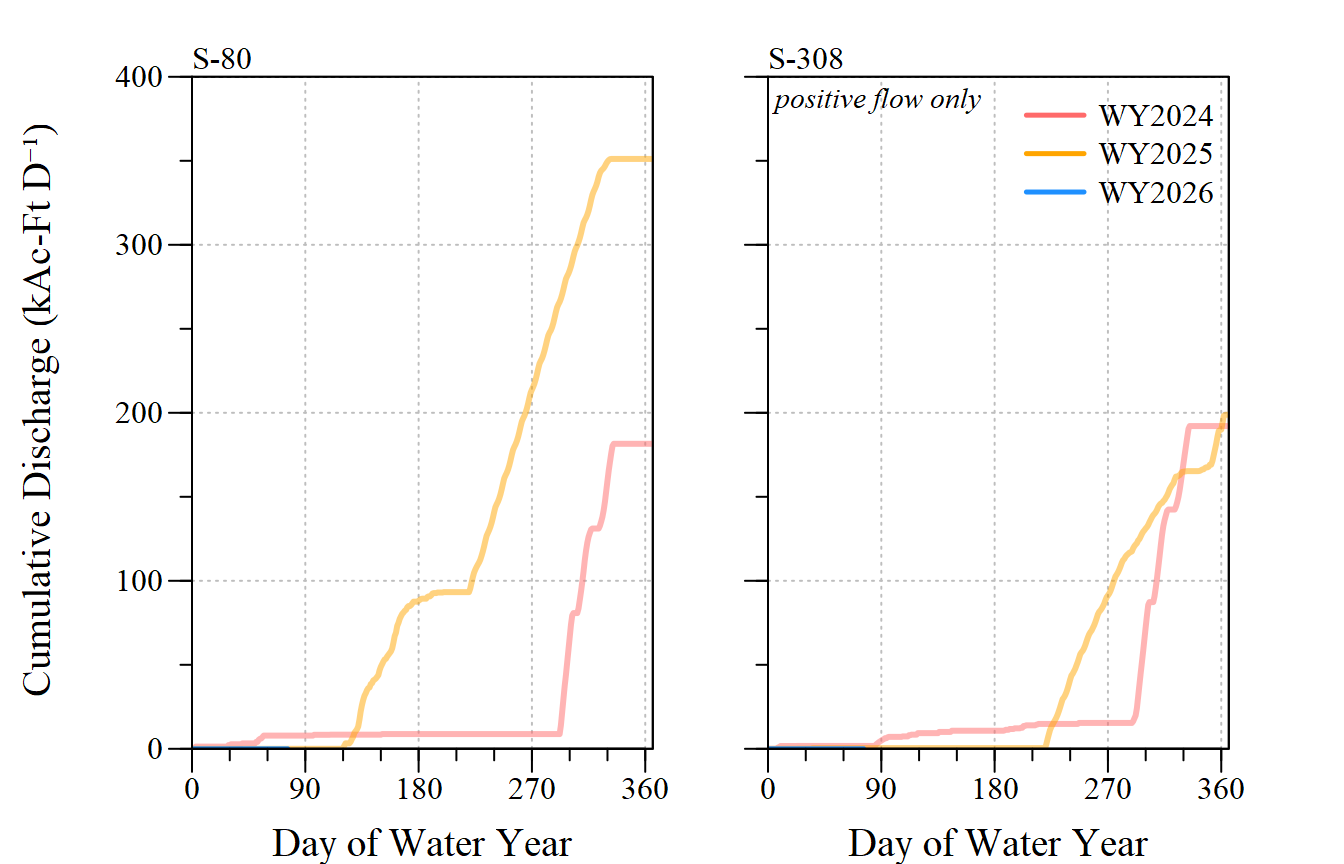 S-80
400
300
200
100
0
0 90 180 270 360
Day of Water Year
Cumulative Discharge (kAc-Ft D⁻¹)
S-308
positive flow only
WY2024
WY2025
WY2026
0 90 180 270 360
Day of Water Year